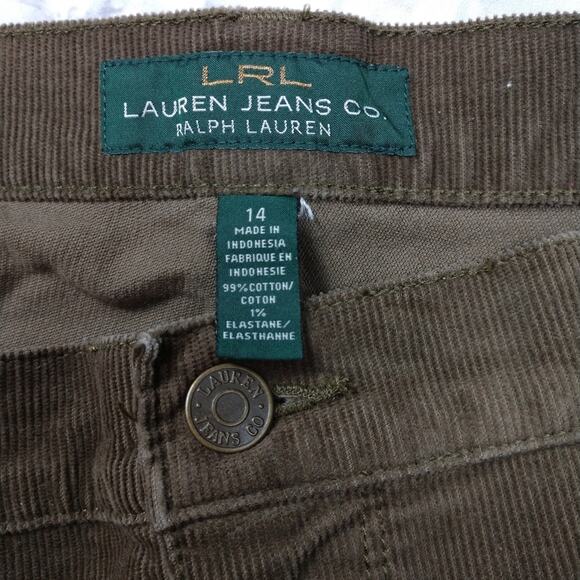 LRL
LAUREN JEANS CO.
RALPH LAUREN
14
MADE IN
INDONESIA
FABRIQUE EN
INDONESIE
99%COTTON/
COTON
1%
ELASTANE/
ELASTHANNE
LAUREN
JEANS CO